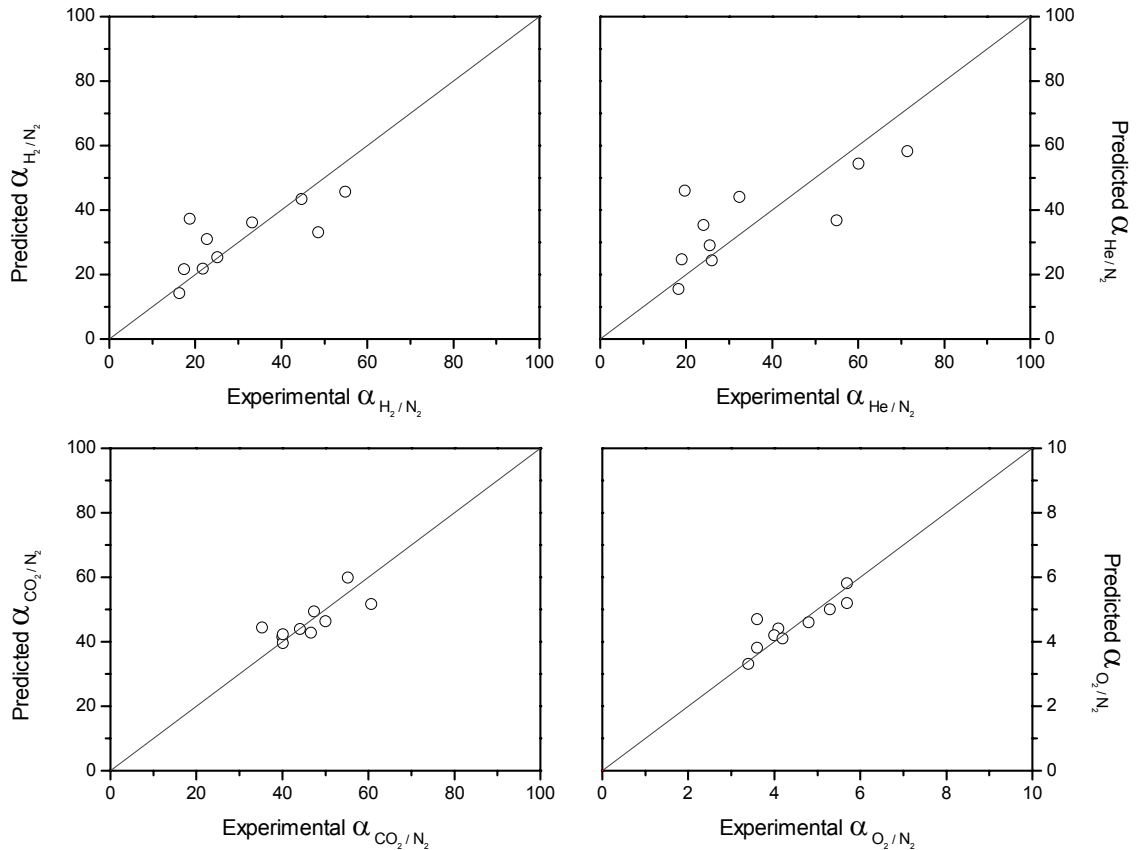 100
80
60
40
20
0
Predicted α H₂/N₂
0 20 40 60 80 100
Experimental α H₂/N₂
100
80
60
40
20
0
Predicted α He/N₂
0 20 40 60 80 100
Experimental α He/N₂
100
80
60
40
20
0
Predicted α CO₂/N₂
0 20 40 60 80 100
Experimental α CO₂/N₂
10
8
6
4
2
0
Predicted α O₂/N₂
0 2 4 6 8 10
Experimental α O₂/N₂